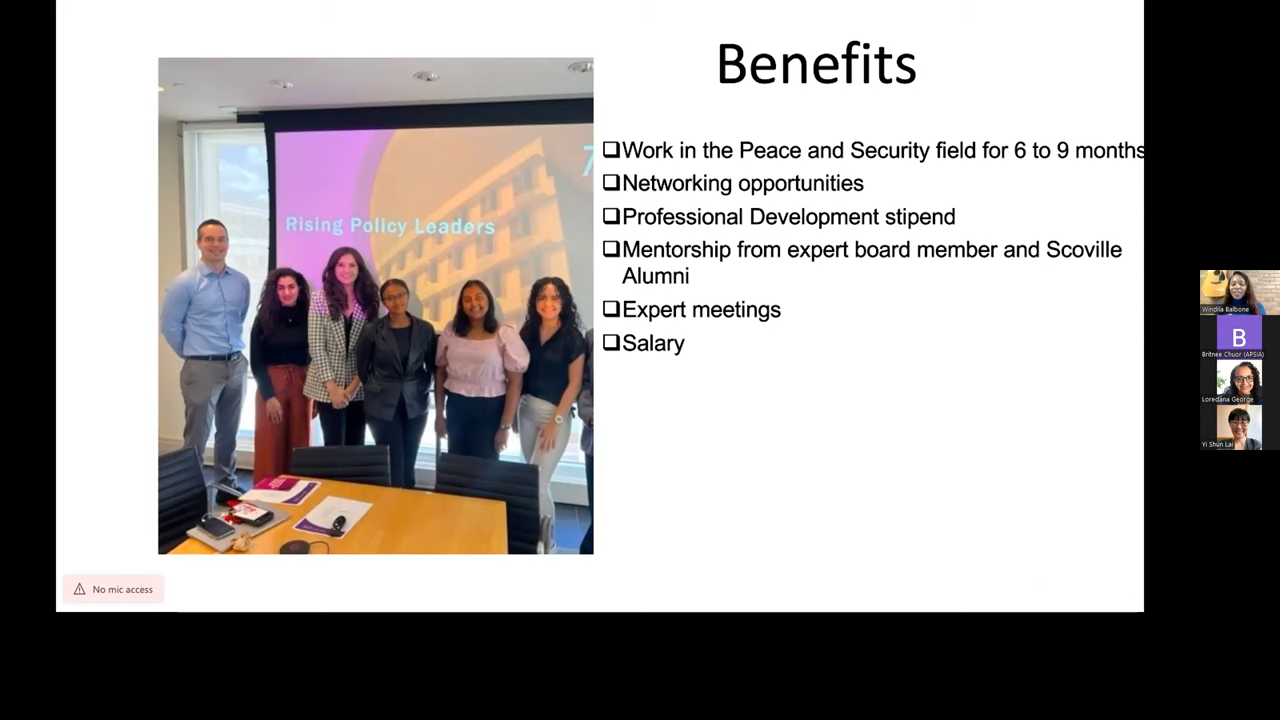 Benefits
❑Work in the Peace and Security field for 6 to 9 months
❑Networking opportunities
❑Professional Development stipend
❑Mentorship from expert board member and Scoville
Alumni
❑Expert meetings
❑Salary
7
Rising Policy Leaders
No mic access
Windila Balbone
B
Britnee Chuor (APSIA)
Loredana George
Yi Shun Lai